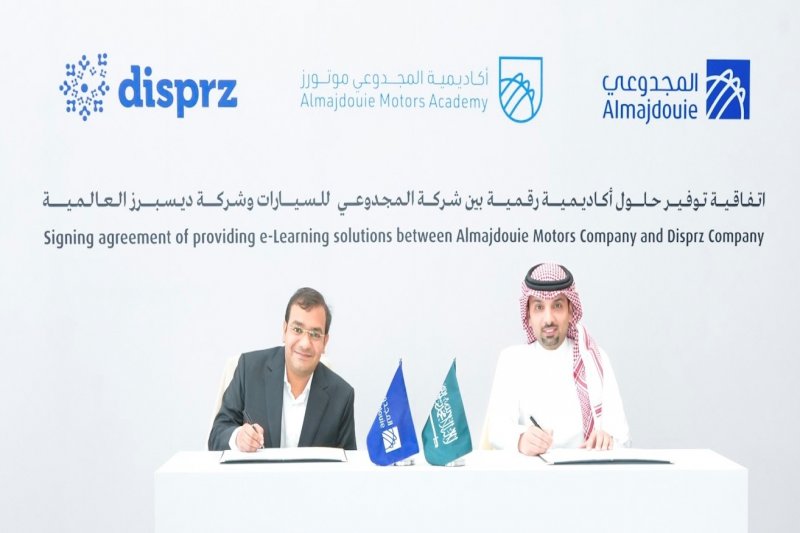 disprz
أكاديمية المجدوعي موتورز
Almajdouie Motors Academy
المجدوعي
Almajdouie
اتفاقية توفير حلول أكاديمية رقمية بين شركة المجدوعي للسيارات وشركة ديسبرز العالمية
Signing agreement of providing e-Learning solutions between Almajdouie Motors Company and Disprz Company